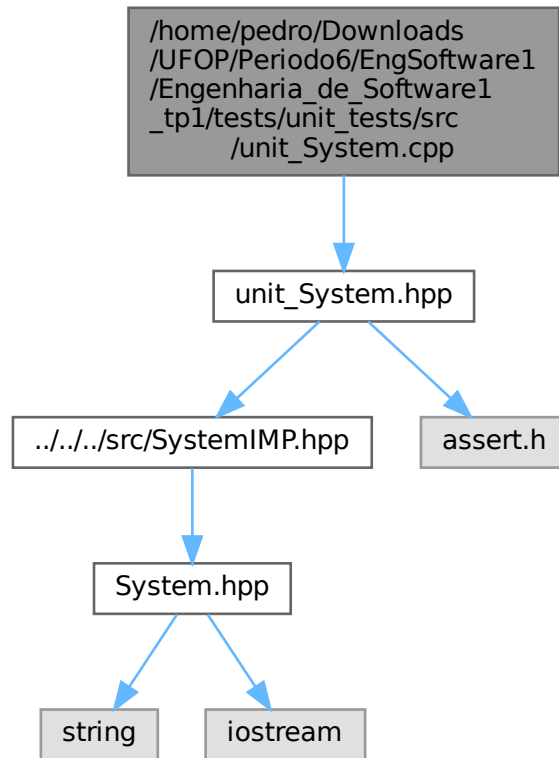 /home/pedro/Downloads
/UFOP/Periodo6/EngSoftware1
/Engenharia_de_Software1
_tp1/tests/unit_tests/src
/unit_System.cpp
unit_System.hpp
../../../src/SystemIMP.hpp
assert.h
System.hpp
string
iostream